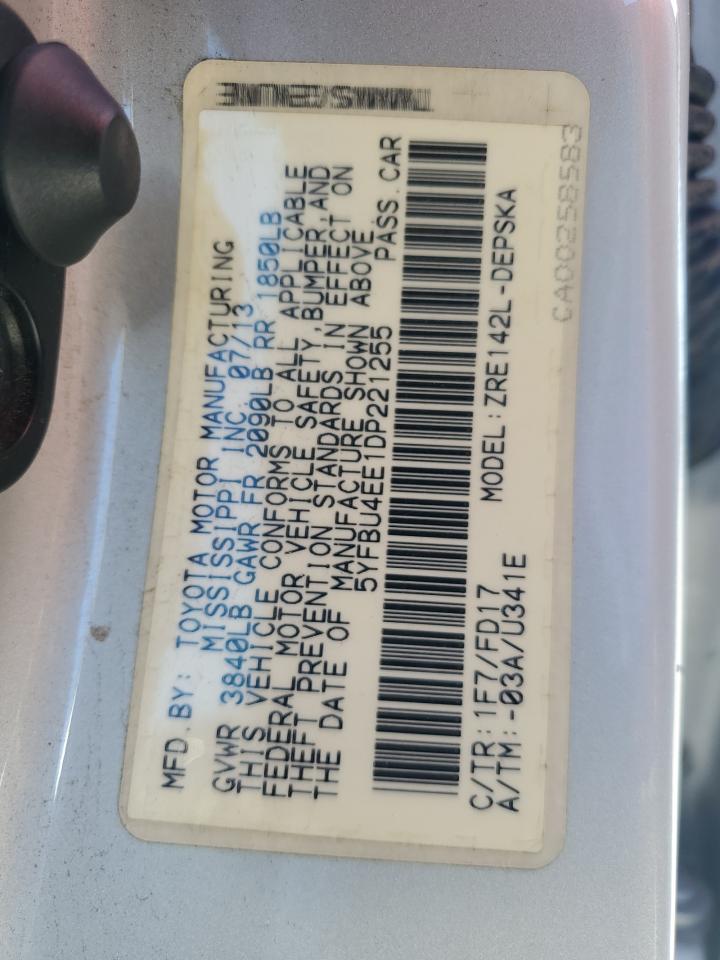 MFD.BY: TOYOTA MOTOR MANUFACTURING
MISSISSIPPI INC. 07/13
GVWR 3840LB GAWR FR 2090LB RR 1850LB
THIS VEHICLE CONFORMS TO ALL APPLICABLE
FEDERAL MOTOR VEHICLE SAFETY,BUMPER,AND
THEFT PREVENTION STANDARDS IN EFFECT ON
THE DATE OF MANUFACTURE SHOWN ABOVE.
5YFBU4EE1DP221255 PASS.CAR
C/TR:1F7/FD17 MODEL:ZRE142L-DEPSKA
A/TM:-03A/U341E
CA00258583